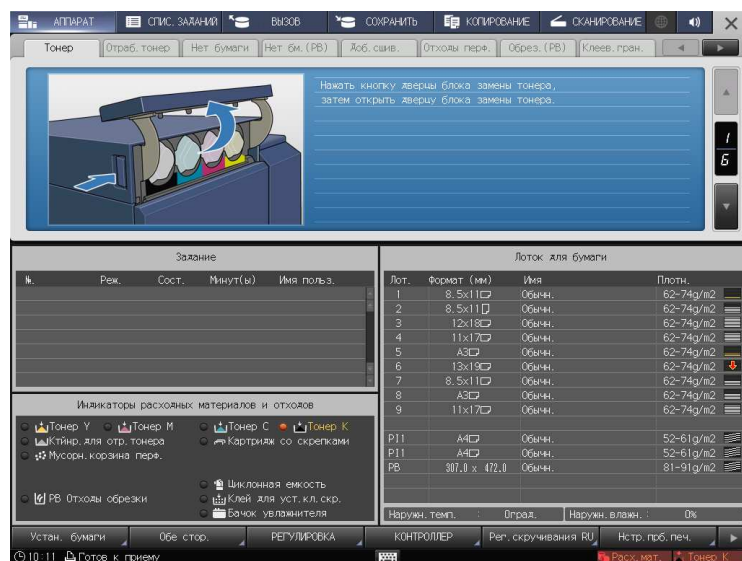 АППАРАТ СПИС. ЗАДАНИЙ ВЫЗОВ СОХРАНИТЬ КОПИРОВАНИЕ СКАНИРОВАНИЕ
Тонер Отраб. тонер Нет бумаги Нет бм.(PB) Доб. сшив. Отходы перф. Обрез.(PB) Клеев.гран.
Нажать кнопку дверцы блока замены тонера,
затем открыть дверцу блока замены тонера.
1
6
Задание
№. Реж. Сост. Минут(ы) Имя польз.
Лоток для бумаги
Лот. Формат (мм) Имя Плотн.
1 8.5x11 Обычн. 62-74g/m2
2 8.5x11 Обычн. 62-74g/m2
3 12x18 Обычн. 62-74g/m2
4 11x17 Обычн. 62-74g/m2
5 A3 Обычн. 62-74g/m2
6 13x19 Обычн. 62-74g/m2
7 8.5x11 Обычн. 62-74g/m2
8 A3 Обычн. 62-74g/m2
9 11x17 Обычн. 62-74g/m2
PI1 A4 Обычн. 52-61g/m2
PI1 A4 Обычн. 52-61g/m2
PB 307.0 x 472.0 Обычн. 81-91g/m2
Наружн. темп. : 0град. Наружн.влажн. : 0%
Индикаторы расходных материалов и отходов
Тонер Y Тонер M Тонер C Тонер K
Ктйнр.для отр.тонера Картридж со скрепками
Мусорн.корзина перф.
Циклонная емкость
PB Отходы обрезки Клей для уст.кл.скр.
Бачок увлажнителя
Устан. бумаги Обе стор. РЕГУЛИРОВКА КОНТРОЛЛЕР Рег.скручивания RU Нстр. прб. печ.
10:11 Готов к приему Расх.мат. Тонер K